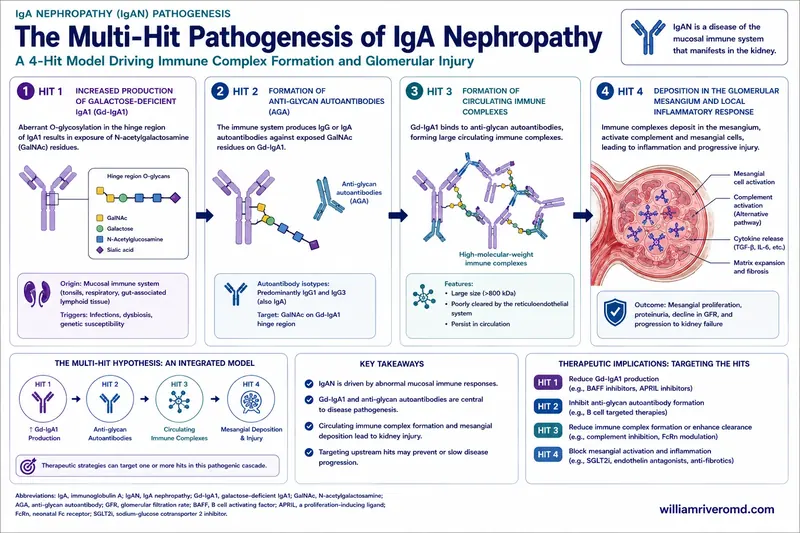 IgA NEPHROPATHY (IgAN) PATHOGENESIS
The Multi-Hit Pathogenesis of IgA Nephropathy
A 4-Hit Model Driving Immune Complex Formation and Glomerular Injury
IgAN is a disease of the
mucosal immune system
that manifests in the kidney.
1 HIT 1
INCREASED PRODUCTION
OF GALACTOSE-DEFICIENT
IgA1 (Gd-IgA1)
Aberrant O-glycosylation in the hinge region
of IgA1 results in exposure of N-acetylgalactosamine
(GalNAc) residues.
Hinge region O-glycans
GalNAc
Galactose
N-Acetylglucosamine
Sialic acid
Origin: Mucosal immune system
(tonsils, respiratory, gut-associated
lymphoid tissue)
Triggers: Infections, dysbiosis,
genetic susceptibility
2 HIT 2
FORMATION OF
ANTI-GLYCAN AUTOANTIBODIES
(AGA)
The immune system produces IgG or IgA
autoantibodies against exposed GalNAc
residues on Gd-IgA1.
Anti-glycan
autoantibodies
(AGA)
Autoantibody isotypes:
Predominantly IgG1 and IgG3
(also IgA)
Target: GalNAc on Gd-IgA1
hinge region
3 HIT 3
FORMATION OF
CIRCULATING IMMUNE
COMPLEXES
Gd-IgA1 binds to anti-glycan autoantibodies,
forming large circulating immune complexes.
High-molecular-weight
immune complexes
Features:
• Large size (>800 kDa)
• Poorly cleared by the reticuloendothelial
system
• Persist in circulation
4 HIT 4
DEPOSITION IN THE GLOMERULAR
MESANGIUM AND LOCAL
INFLAMMATORY RESPONSE
Immune complexes deposit in the mesangium,
activate complement and mesangial cells,
leading to inflammation and progressive injury.
Mesangial
cell activation
Complement
activation
(Alternative
pathway)
Cytokine release
(TGF-β, IL-6, etc.)
Matrix expansion
and fibrosis
Outcome: Mesangial proliferation,
proteinuria, decline in GFR, and
progression to kidney failure
THE MULTI-HIT HYPOTHESIS: AN INTEGRATED MODEL
HIT 1
↑ Gd-IgA1
Production
HIT 2
Anti-glycan
Autoantibodies
HIT 3
Circulating
Immune Complexes
HIT 4
Mesangial Deposition
& Injury
Therapeutic strategies can target one or more hits in this pathogenic cascade.
KEY TAKEAWAYS
IgAN is driven by abnormal mucosal immune responses.
Gd-IgA1 and anti-glycan autoantibodies are central
to disease pathogenesis.
Circulating immune complex formation and mesangial
deposition lead to kidney injury.
Targeting upstream hits may prevent or slow disease
progression.
THERAPEUTIC IMPLICATIONS: TARGETING THE HITS
HIT 1 Reduce Gd-IgA1 production
(e.g., BAFF inhibitors, APRIL inhibitors)
HIT 2 Inhibit anti-glycan autoantibody formation
(e.g., B cell targeted therapies)
HIT 3 Reduce immune complex formation or enhance clearance
(e.g., complement inhibition, FcRn modulation)
HIT 4 Block mesangial activation and inflammation
(e.g., SGLT2i, endothelin antagonists, anti-fibrotics)
Abbreviations: IgA, immunoglobulin A; IgAN, IgA nephropathy; Gd-IgA1, galactose-deficient IgA1; GalNAc, N-acetylgalactosamine;
AGA, anti-glycan autoantibody; GFR, glomerular filtration rate; BAFF, B cell activating factor; APRIL, a proliferation-inducing ligand;
FcRn, neonatal Fc receptor; SGLT2i, sodium-glucose cotransporter 2 inhibitor.
williamriveromd.com